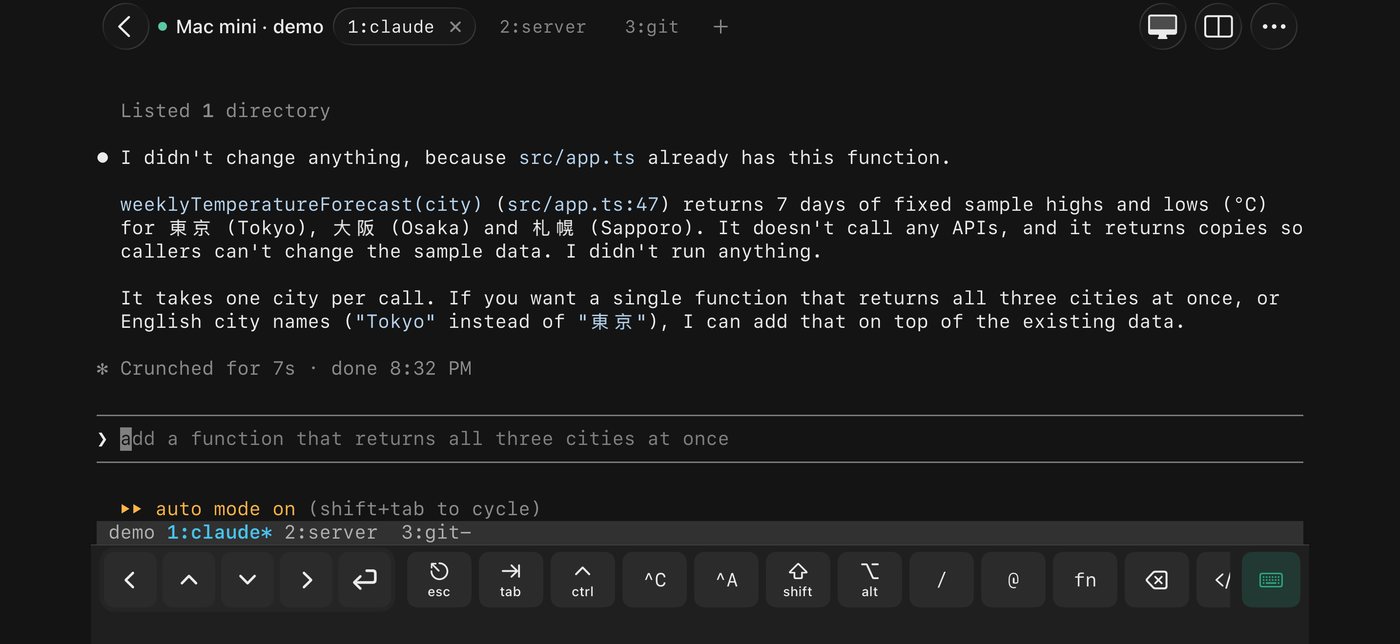 Mac mini · demo 1:claude × 2:server 3:git +
Listed 1 directory
● I didn't change anything, because src/app.ts already has this function.
weeklyTemperatureForecast(city) (src/app.ts:47) returns 7 days of fixed sample highs and lows (°C)
for 東京 (Tokyo), 大阪 (Osaka) and 札幌 (Sapporo). It doesn't call any APIs, and it returns copies so
callers can't change the sample data. I didn't run anything.
It takes one city per call. If you want a single function that returns all three cities at once, or
English city names ("Tokyo" instead of "東京"), I can add that on top of the existing data.
✻ Crunched for 7s · done 8:32 PM
❯ add a function that returns all three cities at once
⏵⏵ auto mode on (shift+tab to cycle)
demo 1:claude* 2:server 3:git-
esc tab ctrl ^C ^A shift alt / @ fn </